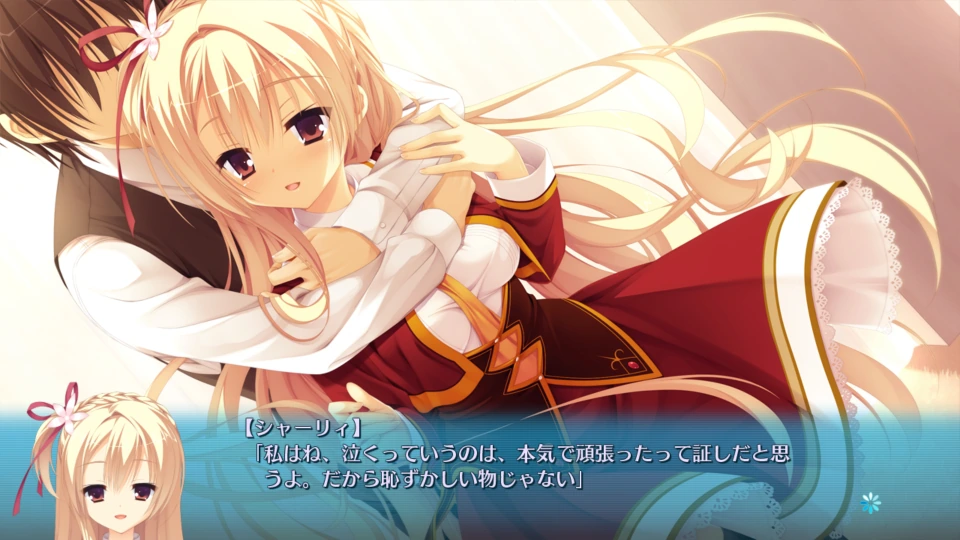 【シャーリィ】
「私はね、泣くっていうのは、本気で頑張ったって証しだと思
うよ。だから恥ずかしい物じゃない」